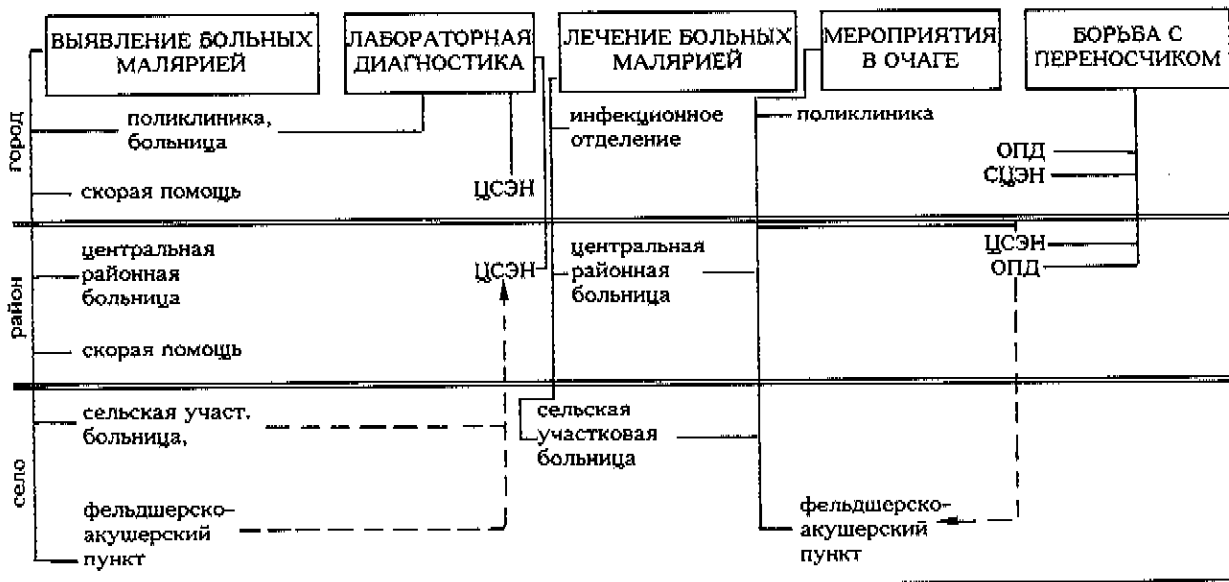 ВЫЯВЛЕНИЕ БОЛЬНЫХ
МАЛЯРИЕЙ
ЛАБОРАТОРНАЯ
ДИАГНОСТИКА
ЛЕЧЕНИЕ БОЛЬНЫХ
МАЛЯРИЕЙ
МЕРОПРИЯТИЯ
В ОЧАГЕ
БОРЬБА С
ПЕРЕНОСЧИКОМ
город
поликлиника,
больница
инфекционное
отделение
поликлиника
ОПД
СЦЭН
скорая помощь
ЦСЭН
район
центральная
районная
больница
ЦСЭН
центральная
районная
больница
ЦСЭН
ОПД
скорая помощь
село
сельская участ.
больница,
сельская
участковая
больница
фельдшерско-
акушерский
пункт
фельдшерско-
акушерский
пункт